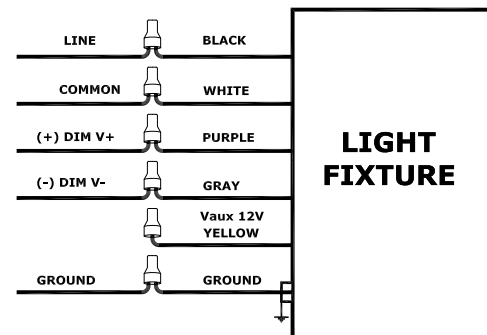 LINE BLACK
COMMON WHITE
(+) DIM V+ PURPLE
(-) DIM V- GRAY
Vaux 12V
YELLOW
GROUND GROUND
LIGHT
FIXTURE